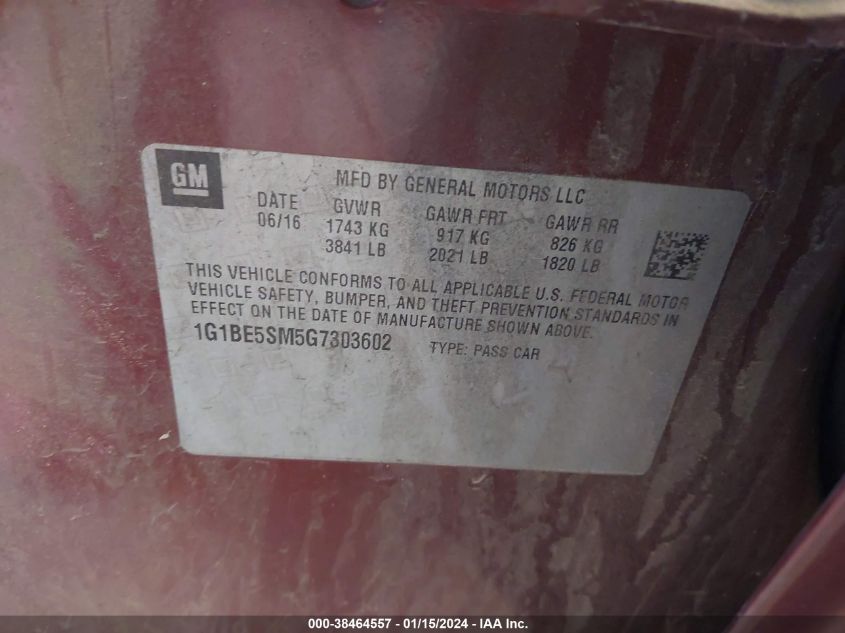 GM
MFD BY GENERAL MOTORS LLC
DATE GVWR GAWR FRT GAWR RR
06/16 1743 KG 917 KG 826 KG
3841 LB 2021 LB 1820 LB
THIS VEHICLE CONFORMS TO ALL APPLICABLE U.S. FEDERAL MOTOR
VEHICLE SAFETY, BUMPER, AND THEFT PREVENTION STANDARDS IN
EFFECT ON THE DATE OF MANUFACTURE SHOWN ABOVE.
1G1BE5SM5G7303602 TYPE: PASS CAR
000-38464557 - 01/15/2024 - IAA Inc.